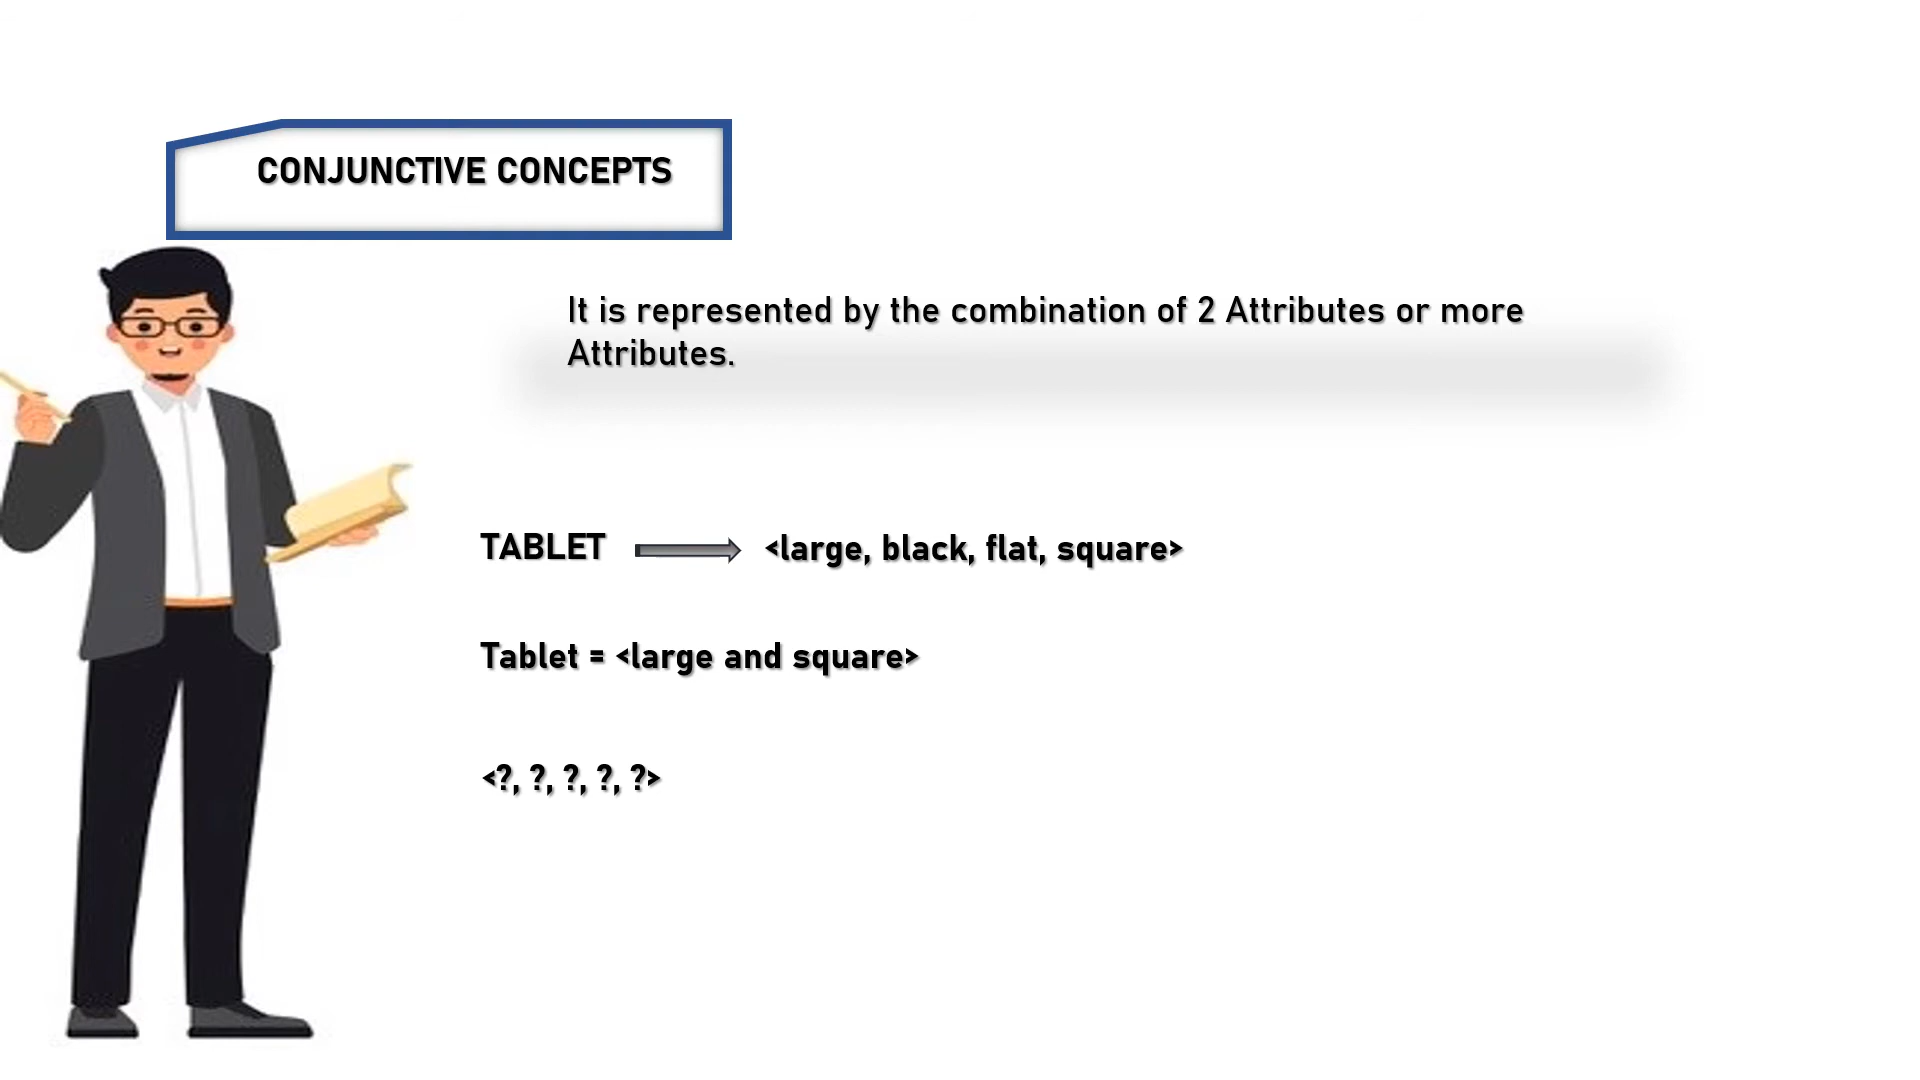 CONJUNCTIVE CONCEPTS
It is represented by the combination of 2 Attributes or more
Attributes.
TABLET <large, black, flat, square>
Tablet = <large and square>
<?, ?, ?, ?, ?>